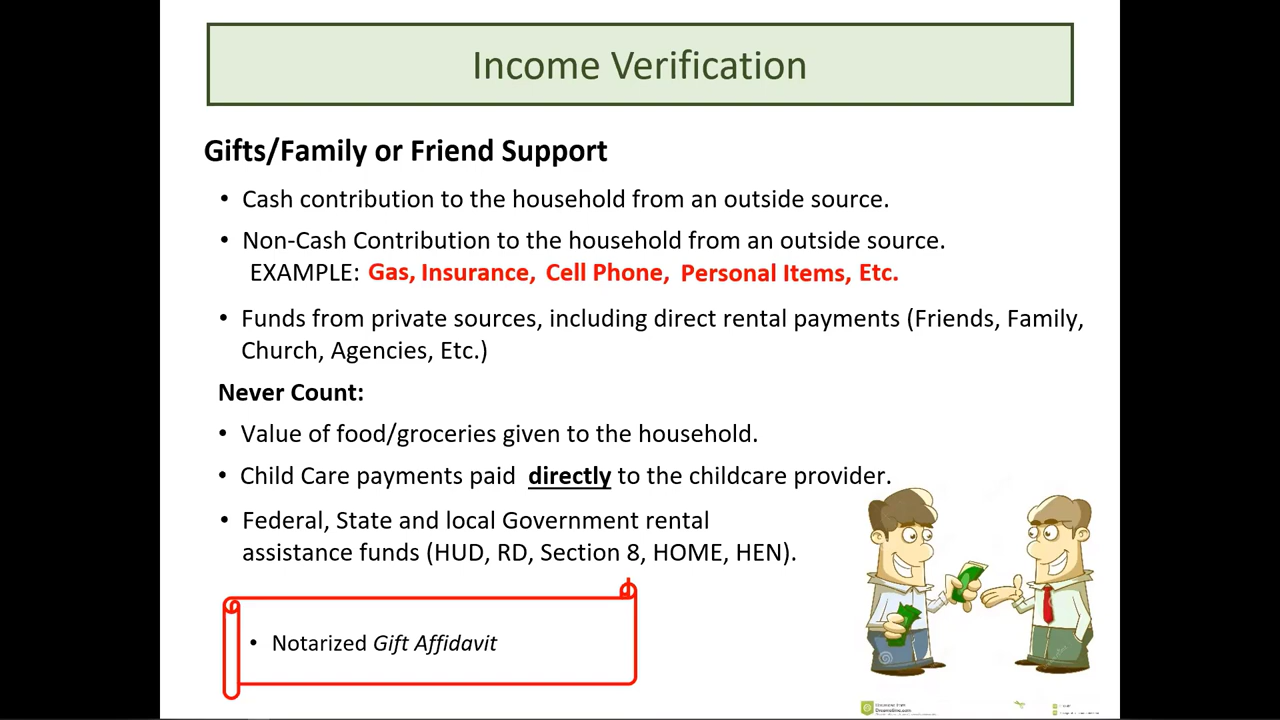 Income Verification
Gifts/Family or Friend Support
• Cash contribution to the household from an outside source.
• Non-Cash Contribution to the household from an outside source.
EXAMPLE: Gas, Insurance, Cell Phone, Personal Items, Etc.
• Funds from private sources, including direct rental payments (Friends, Family,
Church, Agencies, Etc.)
Never Count:
• Value of food/groceries given to the household.
• Child Care payments paid directly to the childcare provider.
• Federal, State and local Government rental
assistance funds (HUD, RD, Section 8, HOME, HEN).
• Notarized Gift Affidavit
Dreamstime.com